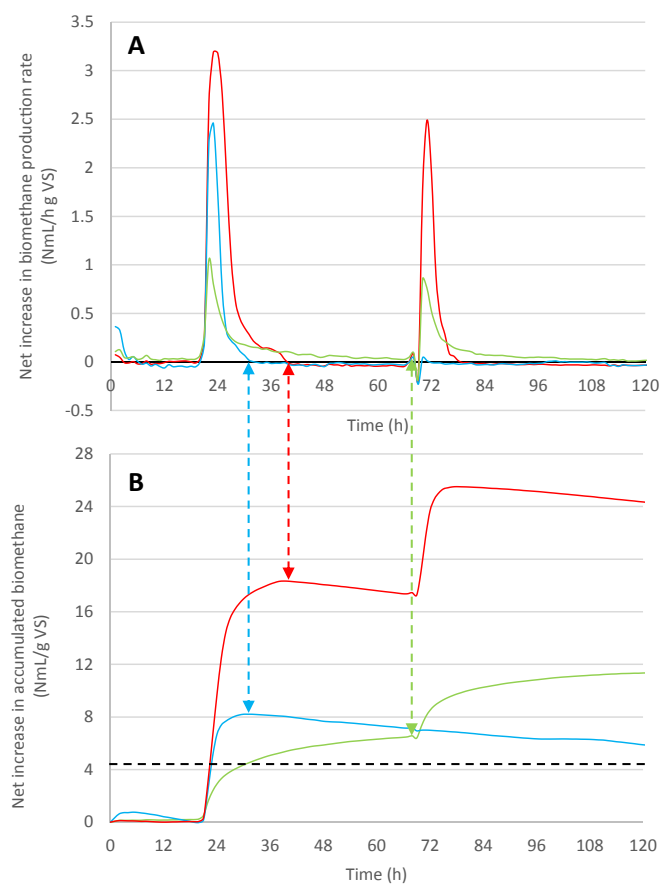 A
Net increase in biomethane production rate
(NmL/h g VS)
3.5
3
2.5
2
1.5
1
0.5
0
-0.5
0 12 24 36 48 60 72 84 96 108 120
Time (h)
B
Net increase in accumulated biomethane
(NmL/g VS)
28
24
20
16
12
8
4
0
0 12 24 36 48 60 72 84 96 108 120
Time (h)